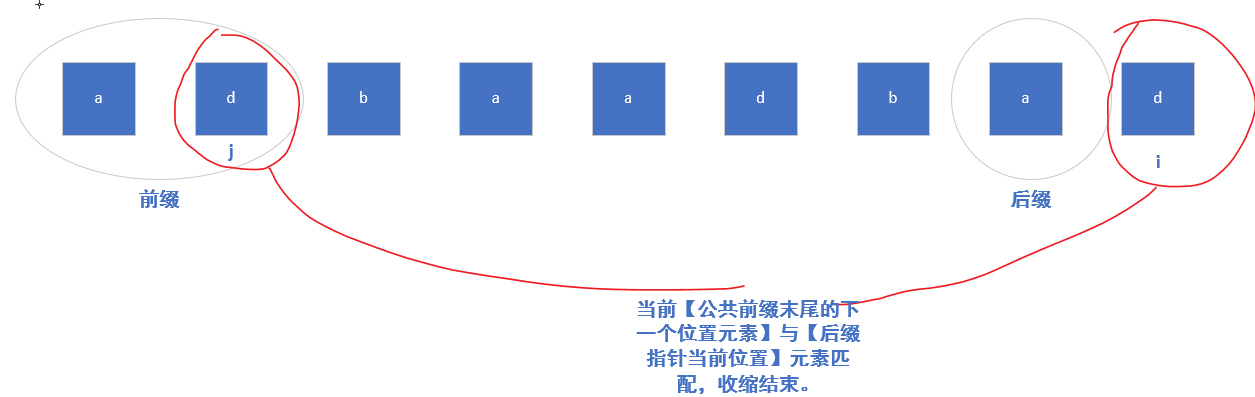 a d b a a d b a d
j i
前缀 后缀
当前【公共前缀末尾的下
一个位置元素】与【后缀
指针当前位置】元素匹
配，收缩结束。